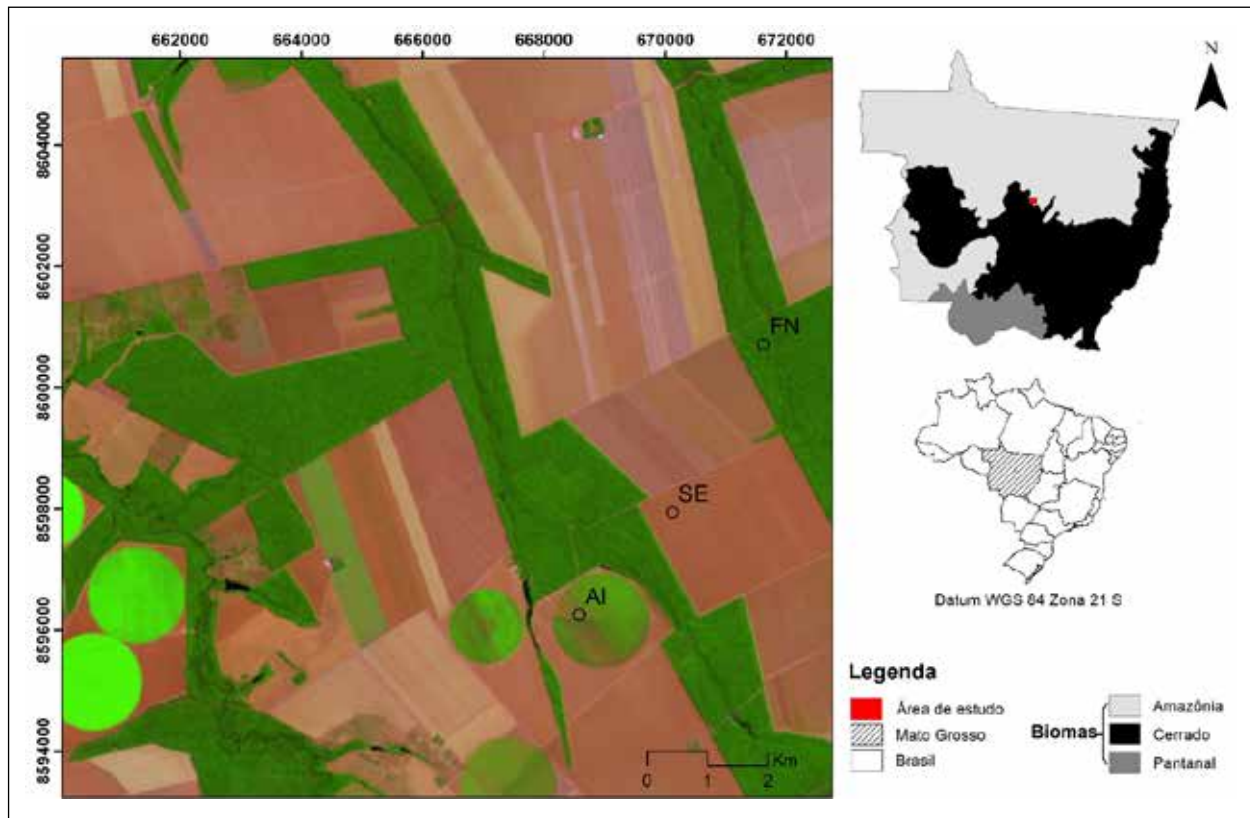 662000 664000 666000 668000 670000 672000
8604000
8602000
8600000
8598000
8596000
8594000
FN
SE
AI
0 1 2
Km
N
Datum WGS 84 Zona 21 S
Legenda
Área de estudo
Mato Grosso
Brasil
Biomas
Amazônia
Cerrado
Pantanal